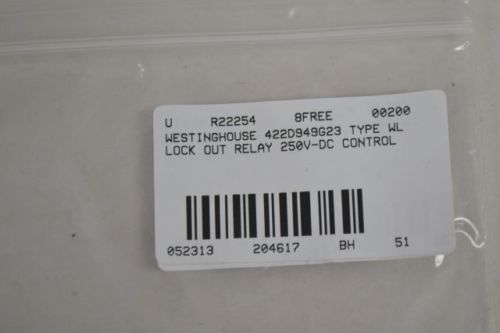 U R22254 8FREE 00200
WESTINGHOUSE 422D949G23 TYPE WL
LOCK OUT RELAY 250V-DC CONTROL
052313 204617 BH 51